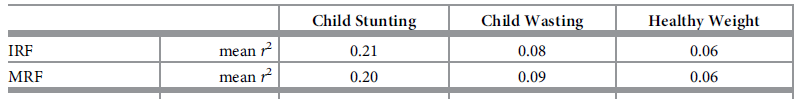 Child Stunting Child Wasting Healthy Weight
IRF mean r² 0.21 0.08 0.06
MRF mean r² 0.20 0.09 0.06